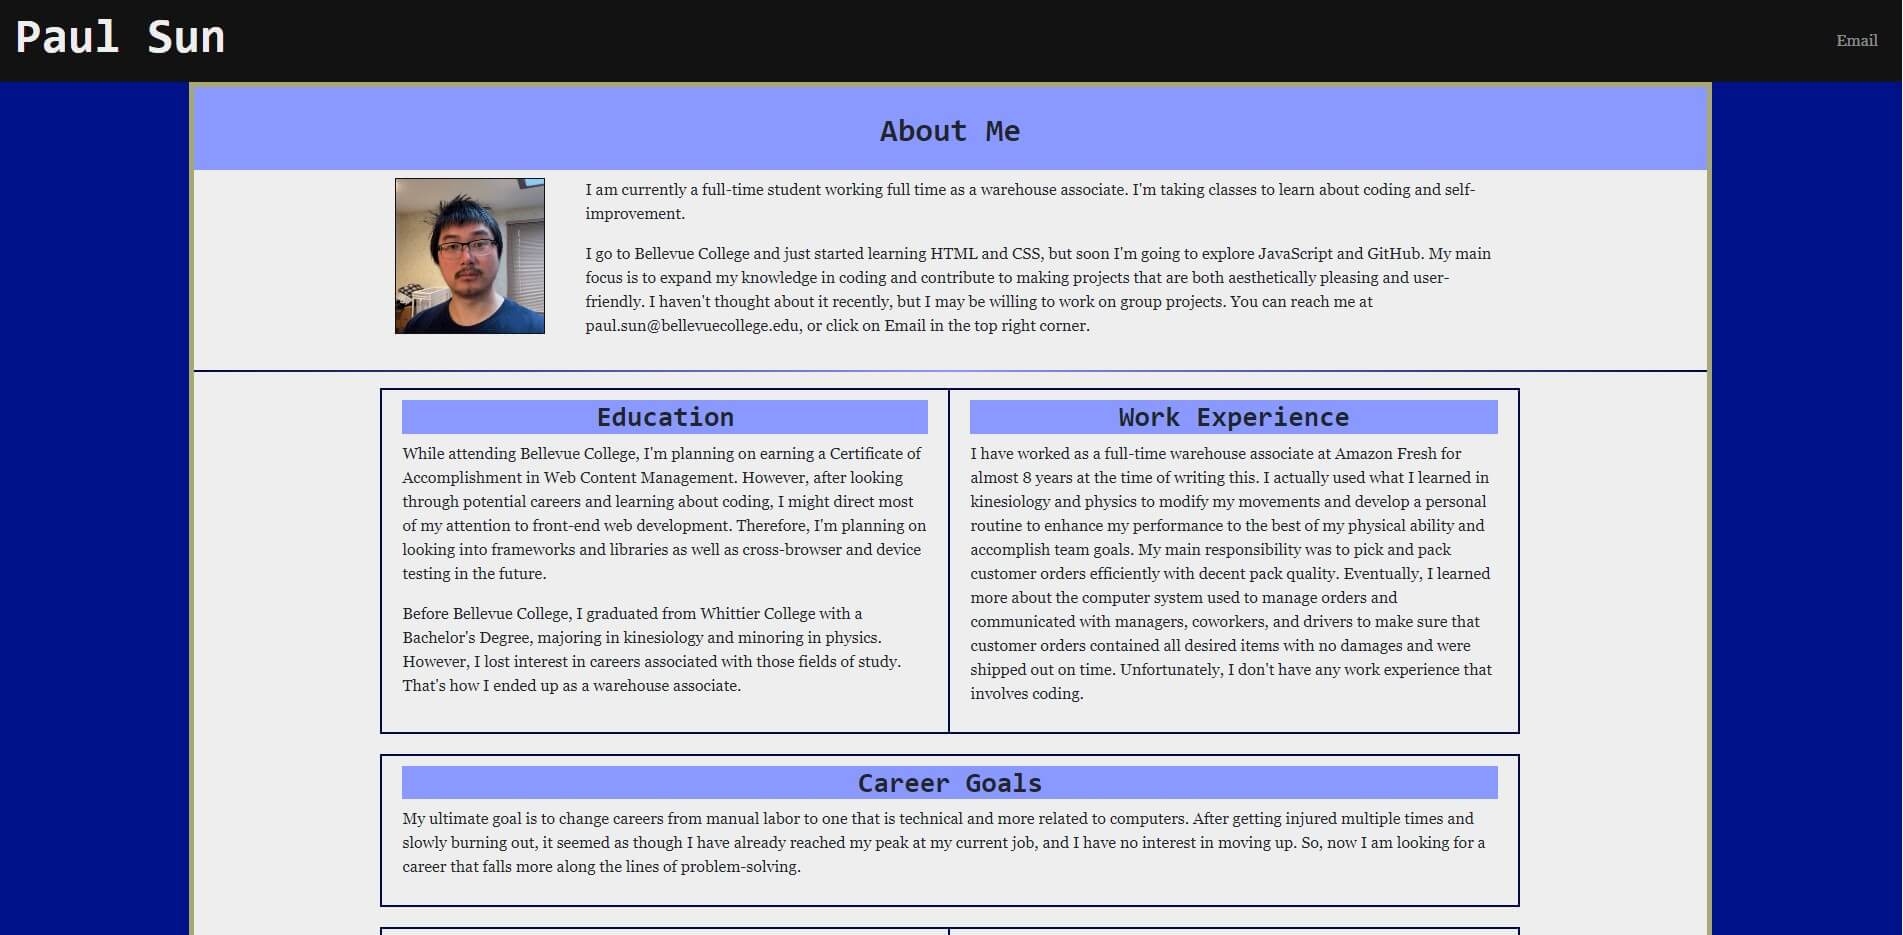 Paul Sun
Email
About Me
I am currently a full-time student working full time as a warehouse associate. I'm taking classes to learn about coding and self-
improvement.
I go to Bellevue College and just started learning HTML and CSS, but soon I'm going to explore JavaScript and GitHub. My main
focus is to expand my knowledge in coding and contribute to making projects that are both aesthetically pleasing and user-
friendly. I haven't thought about it recently, but I may be willing to work on group projects. You can reach me at
paul.sun@bellevuecollege.edu, or click on Email in the top right corner.
Education
While attending Bellevue College, I'm planning on earning a Certificate of
Accomplishment in Web Content Management. However, after looking
through potential careers and learning about coding, I might direct most
of my attention to front-end web development. Therefore, I'm planning on
looking into frameworks and libraries as well as cross-browser and device
testing in the future.
Before Bellevue College, I graduated from Whittier College with a
Bachelor's Degree, majoring in kinesiology and minoring in physics.
However, I lost interest in careers associated with those fields of study.
That's how I ended up as a warehouse associate.
Work Experience
I have worked as a full-time warehouse associate at Amazon Fresh for
almost 8 years at the time of writing this. I actually used what I learned in
kinesiology and physics to modify my movements and develop a personal
routine to enhance my performance to the best of my physical ability and
accomplish team goals. My main responsibility was to pick and pack
customer orders efficiently with decent pack quality. Eventually, I learned
more about the computer system used to manage orders and
communicated with managers, coworkers, and drivers to make sure that
customer orders contained all desired items with no damages and were
shipped out on time. Unfortunately, I don't have any work experience that
involves coding.
Career Goals
My ultimate goal is to change careers from manual labor to one that is technical and more related to computers. After getting injured multiple times and
slowly burning out, it seemed as though I have already reached my peak at my current job, and I have no interest in moving up. So, now I am looking for a
career that falls more along the lines of problem-solving.